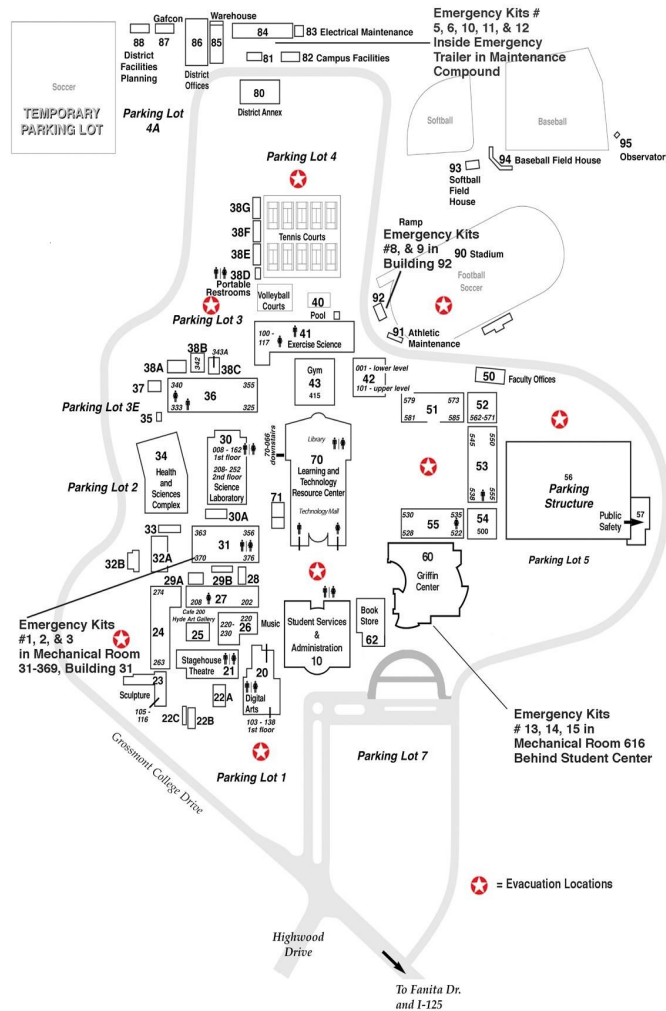 Gafcon
Warehouse
88
87
86
85
84
83 Electrical Maintenance
District
Facilities
Planning
District
Offices
81
82 Campus Facilities
Emergency Kits #
5, 6, 10, 11, & 12
Inside Emergency
Trailer in Maintenance
Compound
Soccer
TEMPORARY
PARKING LOT
Parking Lot
4A
80
District Annex
Softball
Baseball
95
Observator
94 Baseball Field House
93
Softball
Field
House
Parking Lot 4
38G
38F
38E
38D
Tennis Courts
Portable
Restrooms
Ramp
Emergency Kits
#8, & 9 in
Building 92
90 Stadium
Football
Soccer
92
91 Athletic
Maintenance
Volleyball
Courts
40
Pool
Parking Lot 3
100 -
117
41
Exercise Science
38B
343A
38A
342
38C
37
340
355
36
333
325
Parking Lot 3E
35
Gym
43
415
001 - lower level
42
101 - upper level
50
Faculty Offices
579
573
51
581
585
52
562-571
34
Health
and
Sciences
Complex
Parking Lot 2
30
008 - 162
1st floor
208- 252
2nd floor
Science
Laboratory
30A
70-066
downstairs
Library
70
Learning and
Technology
Resource Center
Technology Mall
71
545
550
53
538
555
56
Parking
Structure
57
Public
Safety
530
535
55
528
522
54
500
Parking Lot 5
33
32B
32A
363
356
31
370
376
29A
29B
28
60
Griffin
Center
274
24
263
208
27
202
Cafe 200
Hyde Art Gallery
25
220-
230
220
26
Music
Student Services
&
Administration
10
Book
Store
62
Emergency Kits
#1, 2, & 3
in Mechanical Room
31-369, Building 31
Stagehouse
Theatre
21
20
Digital
Arts
23
Sculpture
105 -
116
22A
22C
22B
103 - 138
1st floor
Emergency Kits
# 13, 14, 15 in
Mechanical Room 616
Behind Student Center
Parking Lot 1
Parking Lot 7
Grossmont College Drive
= Evacuation Locations
Highwood
Drive
To Fanita Dr.
and I-125